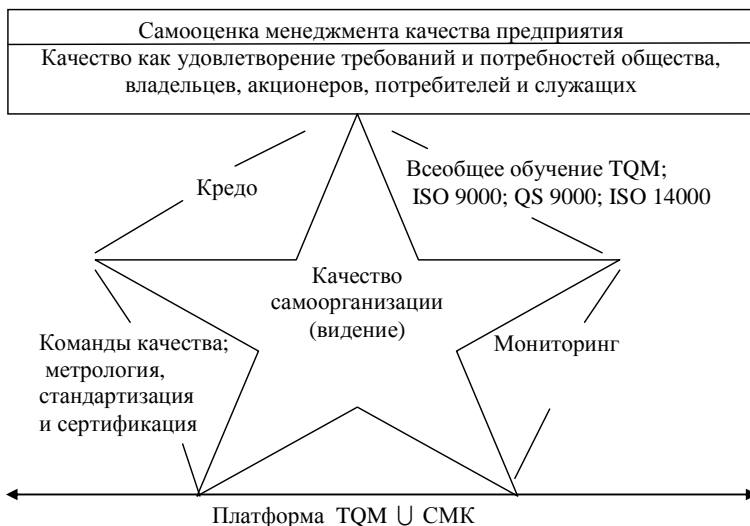 Самооценка менеджмента качества предприятия
Качество как удовлетворение требований и потребностей общества,
владельцев, акционеров, потребителей и служащих
Кредо
Всеобщее обучение TQM;
ISO 9000; QS 9000; ISO 14000
Качество
самоорганизации
(видение)
Команды качества;
метрология,
стандартизация
и сертификация
Мониторинг
Платформа TQM ∪ СМК